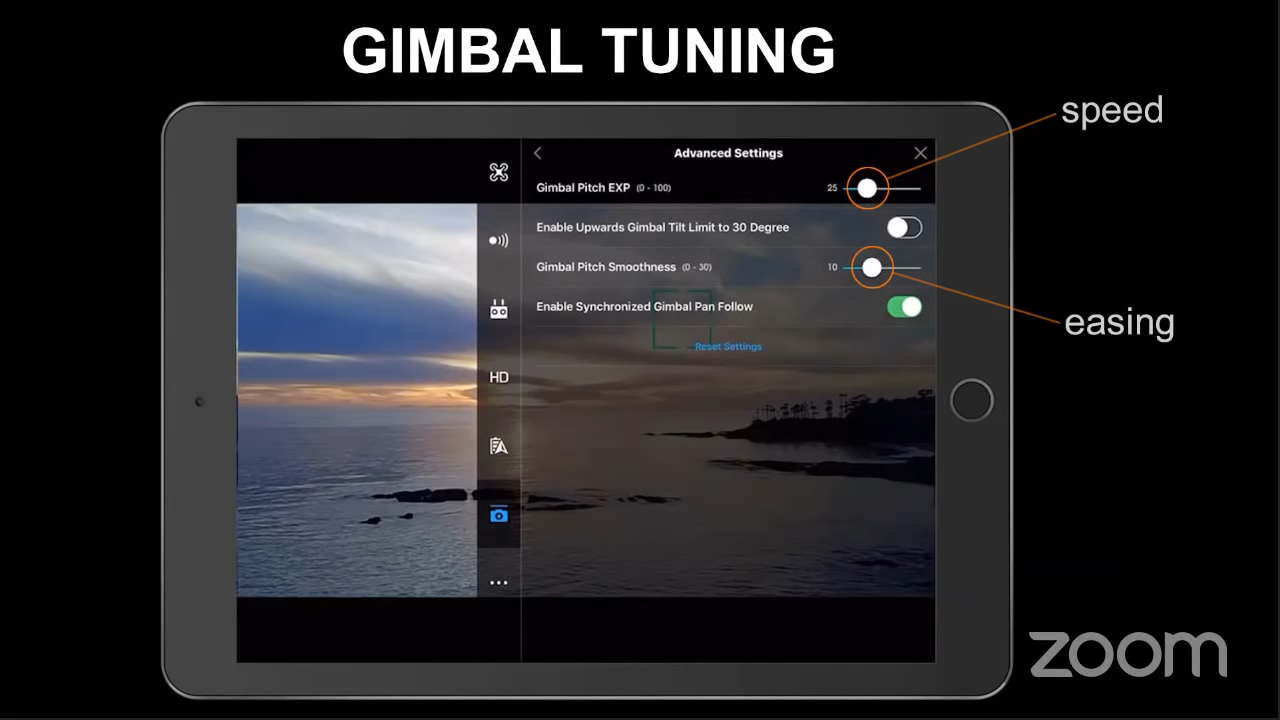 GIMBAL TUNING
speed
Advanced Settings
Gimbal Pitch EXP (0 - 100) 25
Enable Upwards Gimbal Tilt Limit to 30 Degree
Gimbal Pitch Smoothness (0 - 30) 10
Enable Synchronized Gimbal Pan Follow
easing
Reset Settings
HD
zoom